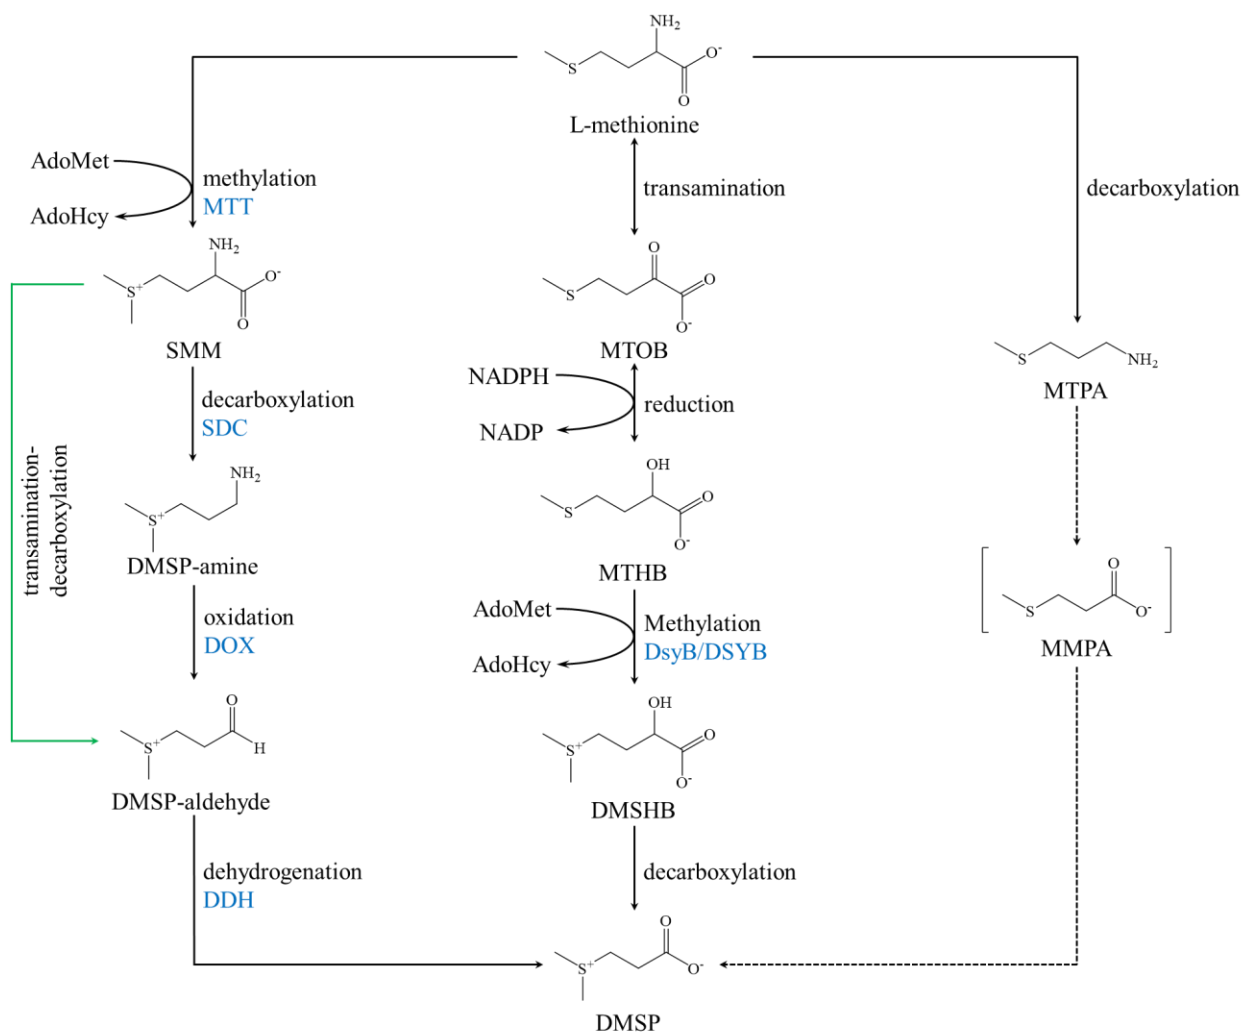 NH₂
O⁻
S
O
L-methionine
AdoMet
AdoHcy
methylation
MTT
transamination
decarboxylation
NH₂
O⁻
S⁺
O
SMM
O
O
S
O⁻
MTOB
S
NH₂
MTPA
transamination-
decarboxylation
decarboxylation
SDC
NADPH
NADP
reduction
NH₂
S⁺
DMSP-amine
OH
O
S
O⁻
MTHB
O
S
O⁻
MMPA
oxidation
DOX
AdoMet
AdoHcy
Methylation
DsyB/DSYB
O
S⁺
H
DMSP-aldehyde
OH
O
S⁺
O⁻
DMSHB
dehydrogenation
DDH
decarboxylation
O
S⁺
O⁻
DMSP